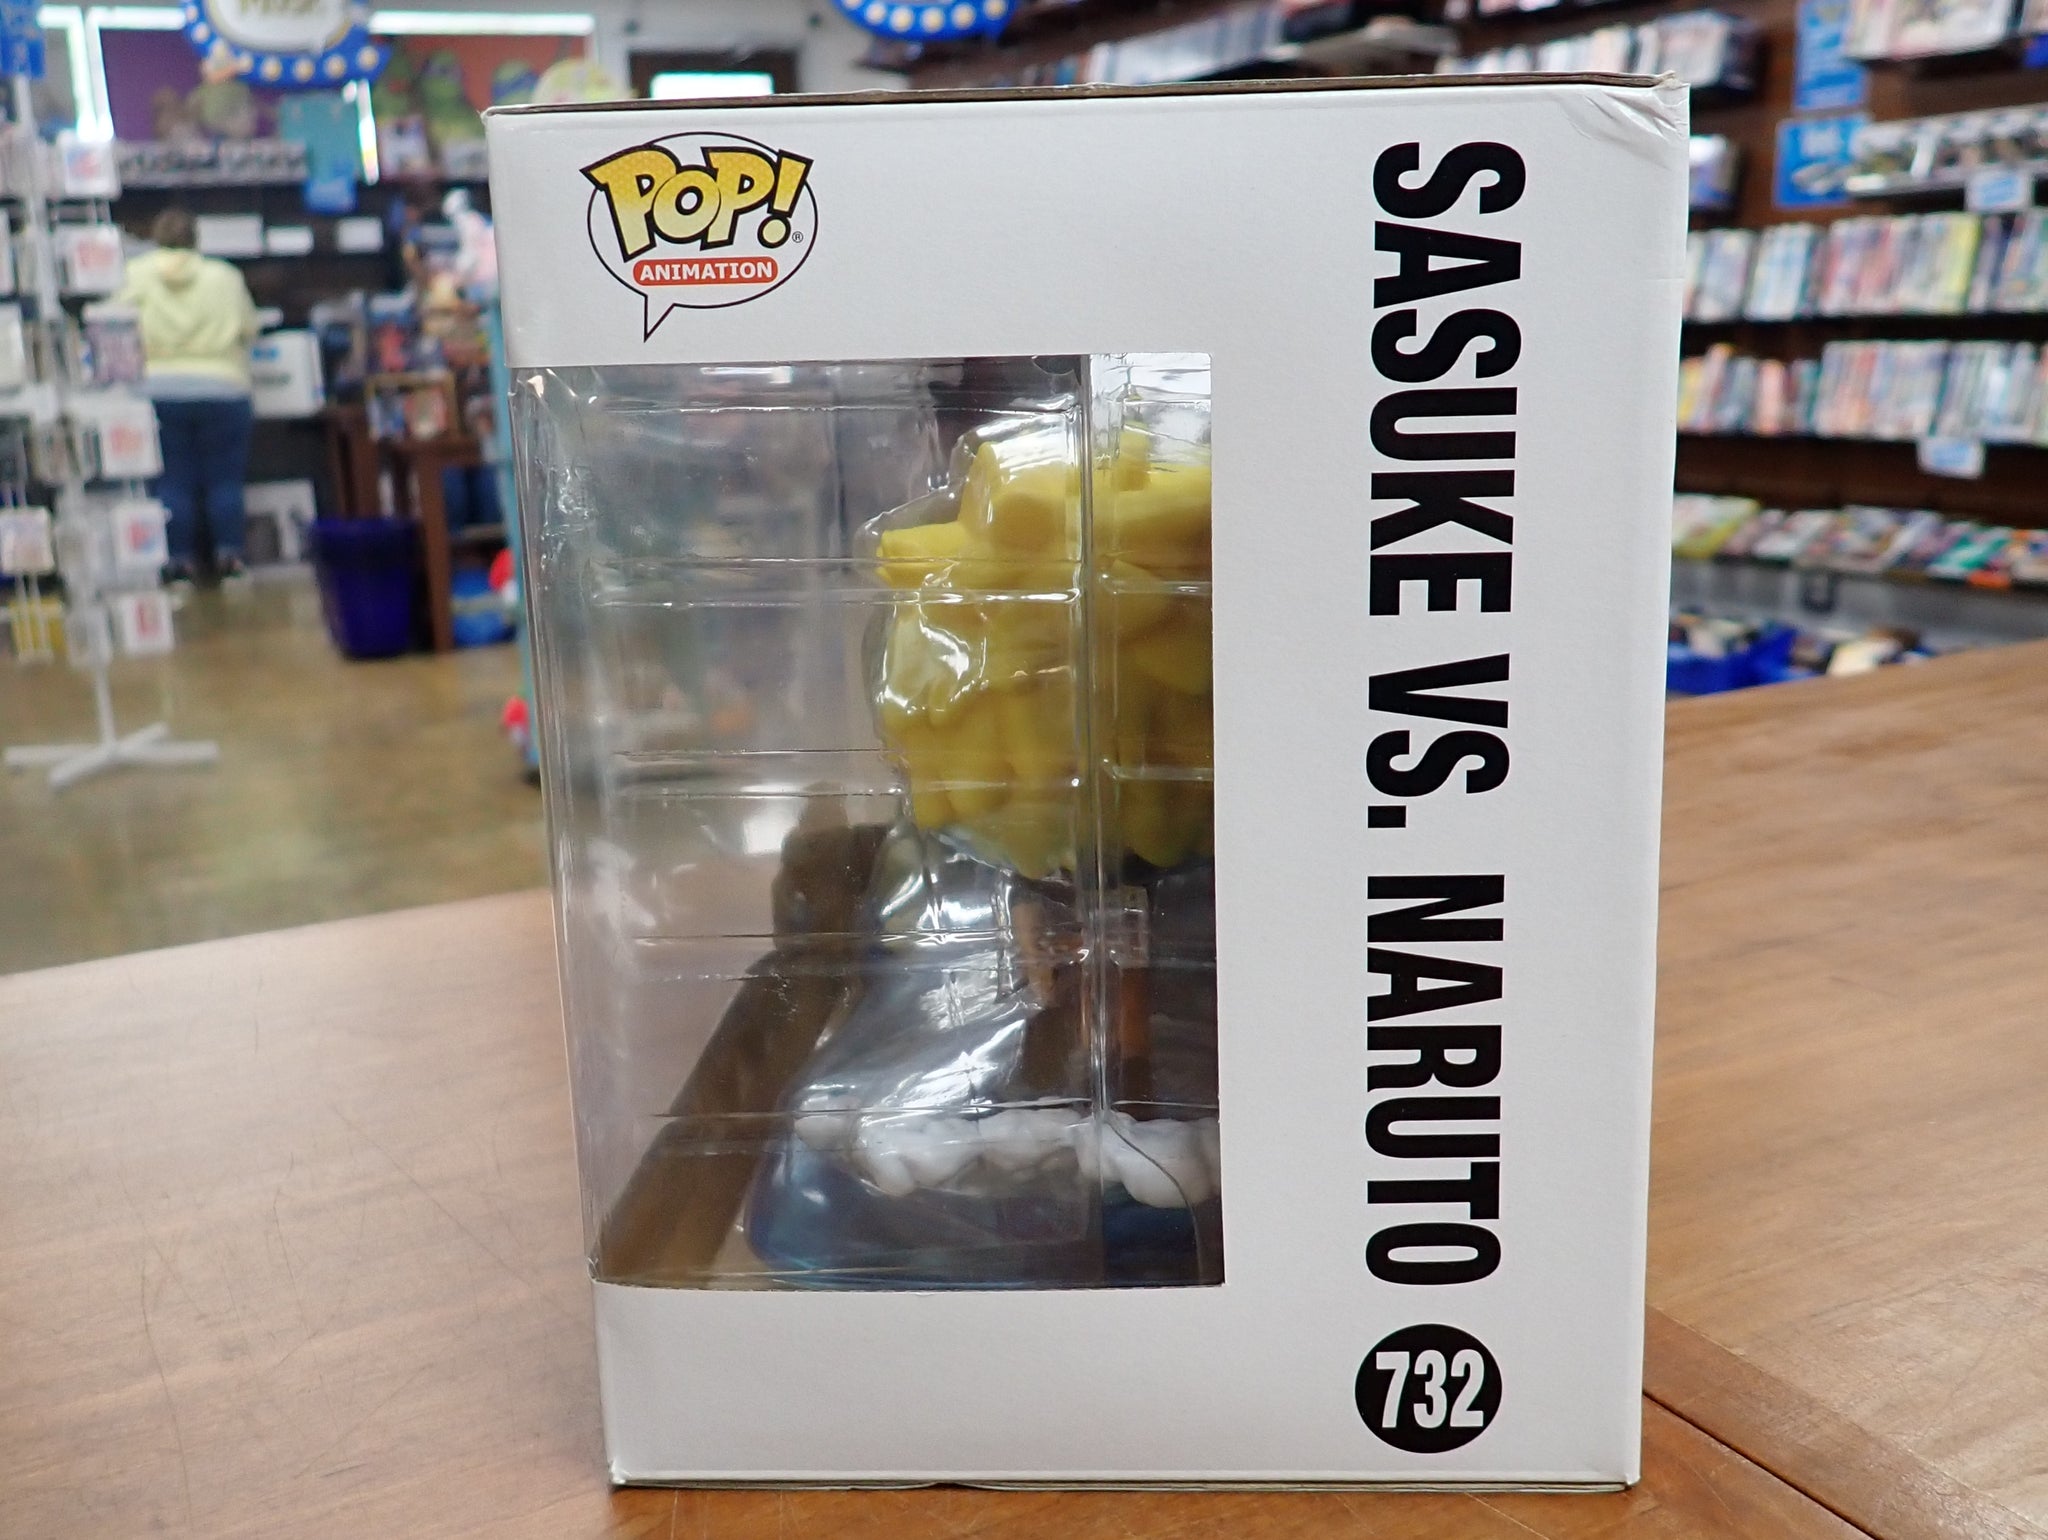 POP!
®
ANIMATION
SASUKE VS. NARUTO
732